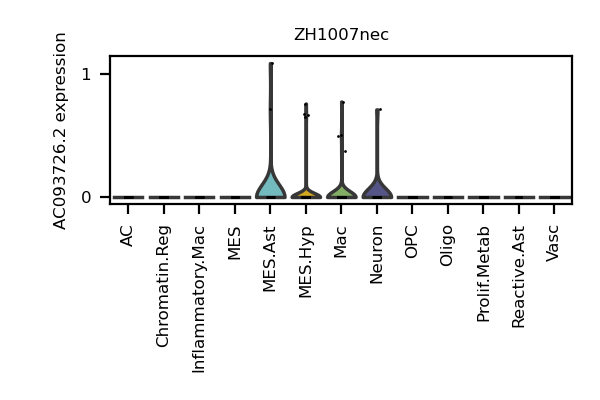 ZH1007nec
AC093726.2 expression
1
0
AC
Chromatin.Reg
Inflammatory.Mac
MES
MES.Ast
MES.Hyp
Mac
Neuron
OPC
Oligo
Prolif.Metab
Reactive.Ast
Vasc